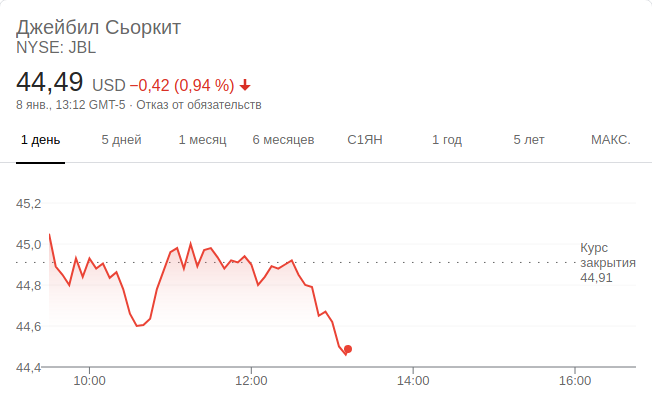 Джейбил Сьоркит
NYSE: JBL
44,49 USD −0,42 (0,94 %)
8 янв., 13:12 GMT-5 · Отказ от обязательств
1 день 5 дней 1 месяц 6 месяцев С1ЯН 1 год 5 лет МАКС.
45,2
45,0
Курс
закрытия
44,91
44,8
44,6
44,4
10:00 12:00 14:00 16:00